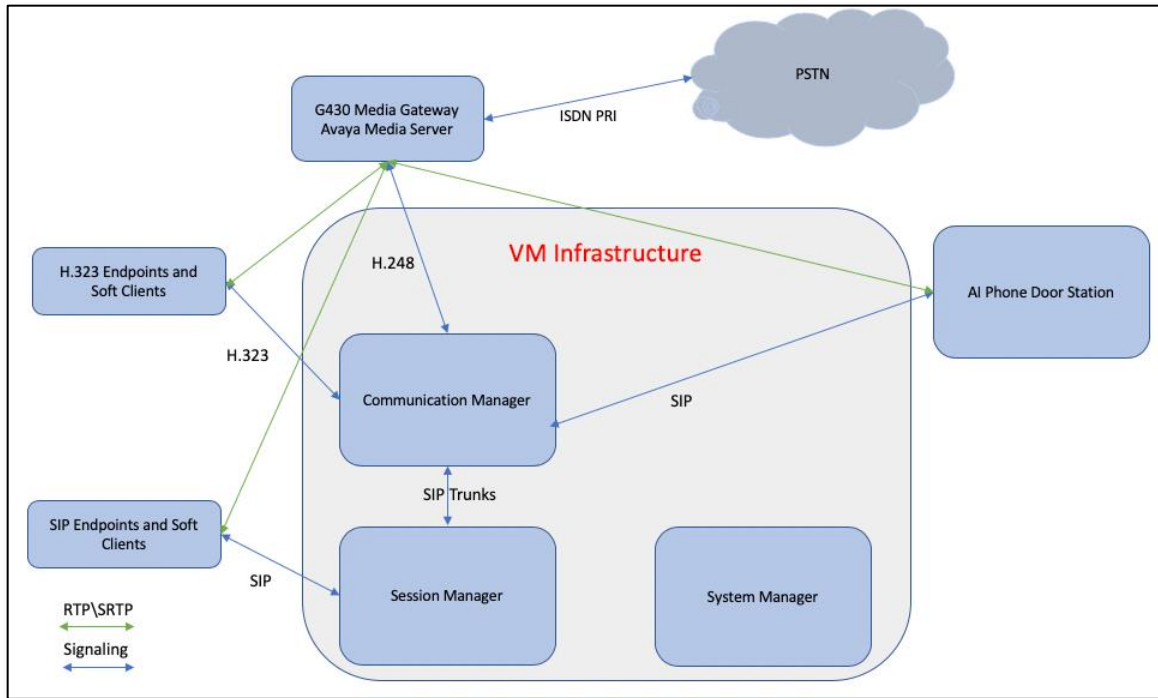 PSTN
G430 Media Gateway
Avaya Media Server
ISDN PRI
VM Infrastructure
H.248
H.323 Endpoints and
Soft Clients
AI Phone Door Station
H.323
Communication Manager
SIP
SIP Trunks
SIP Endpoints and Soft
Clients
SIP
Session Manager
System Manager
RTP\SRTP
Signaling